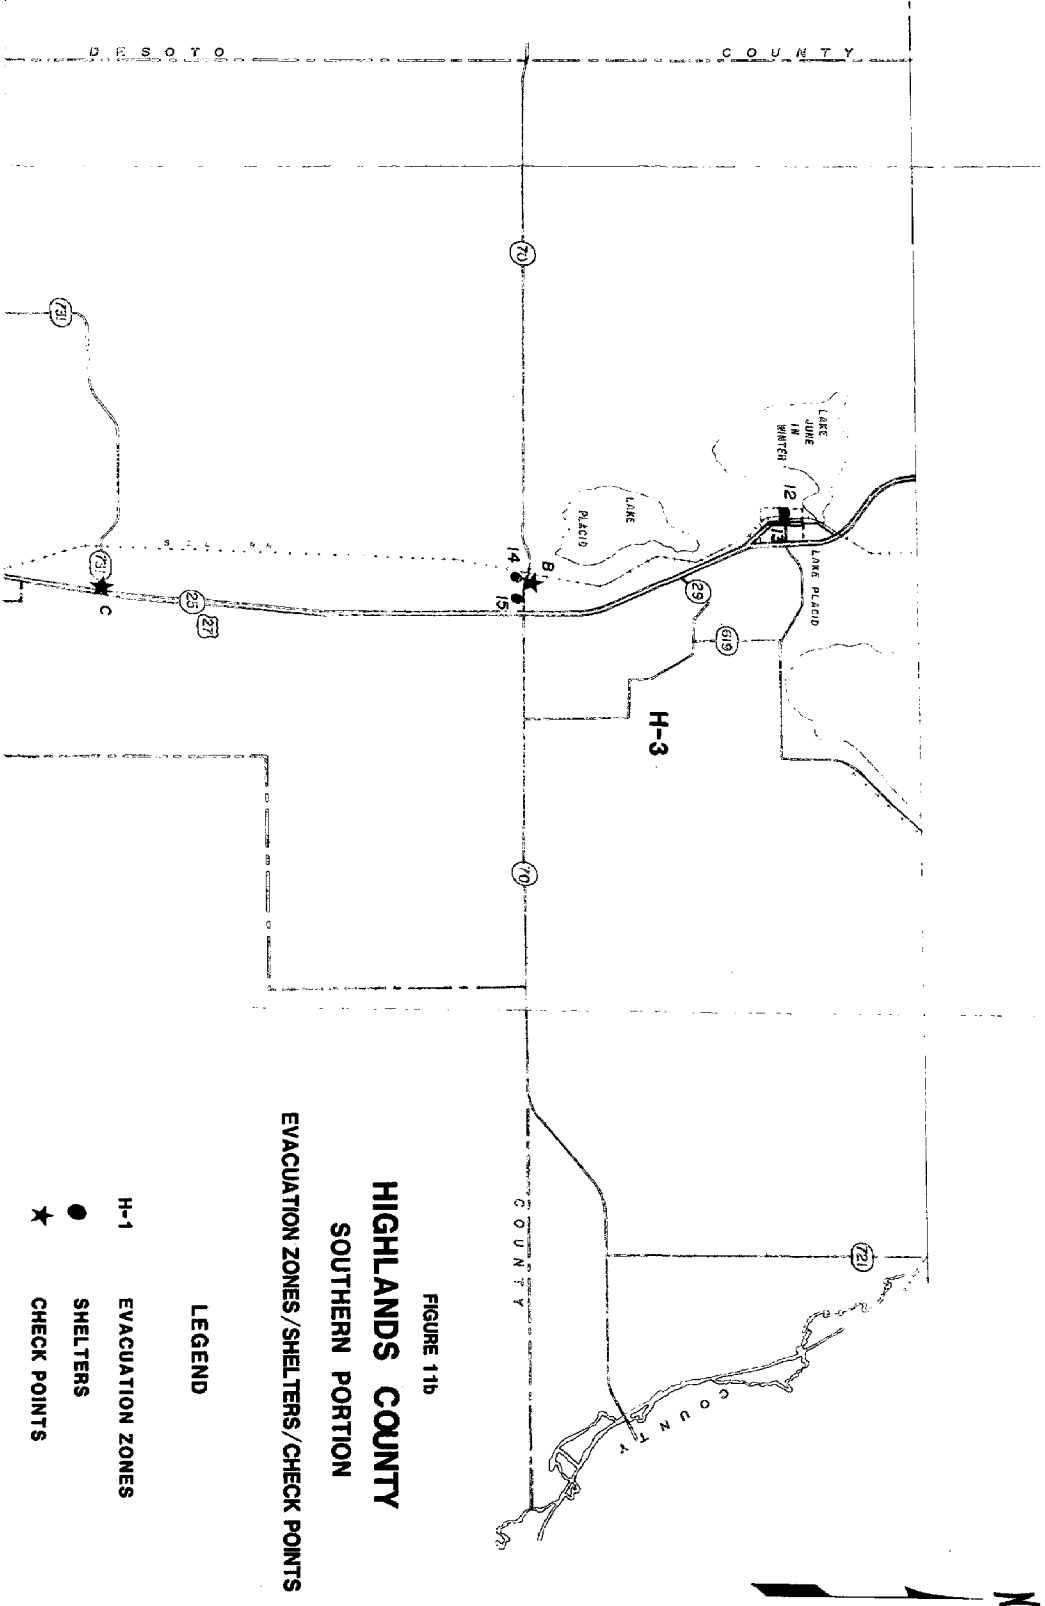 DESOTO
COUNTY
70
731
LAKE
JUNE
IN
WINTER
12
13
LAKE
PLACID
LAKE PLACID
B
14
15
29
619
731
C
25
27
H-3
70
721
COUNTY
COUNTY
FIGURE 11b
HIGHLANDS COUNTY
SOUTHERN PORTION
EVACUATION ZONES/SHELTERS/CHECK POINTS
LEGEND
H-1 EVACUATION ZONES
SHELTERS
CHECK POINTS
N